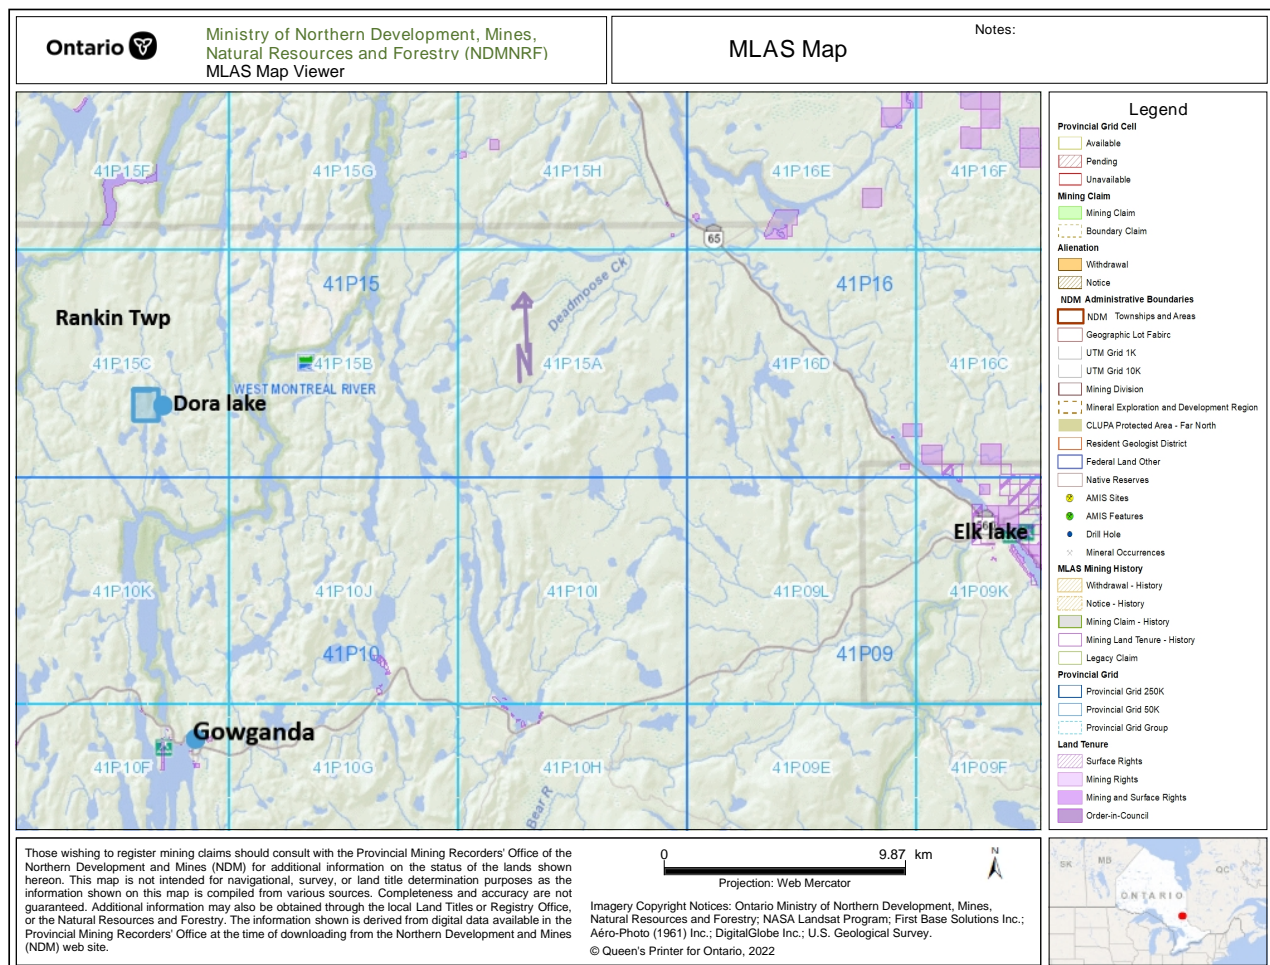 Ontario
Ministry of Northern Development, Mines,
Natural Resources and Forestry (NDMNRF)
MLAS Map Viewer
MLAS Map
Notes:
41P15F
41P15G
41P15H
41P16E
41P16F
65
41P15
41P16
Deadmoose Ck
Rankin Twp
N
41P15C
41P15B
41P15A
41P16D
41P16C
WEST MONTREAL RIVER
Dora lake
Elk lake
41P10K
41P10J
41P10I
41P09L
41P09K
41P10
41P09
Gowganda
41P10F
41P10G
41P10H
41P09E
41P09F
Bear R
Legend
Provincial Grid Cell
Available
Pending
Unavailable
Mining Claim
Mining Claim
Boundary Claim
Alienation
Withdrawal
Notice
NDM Administrative Boundaries
NDM Townships and Areas
Geographic Lot Fabirc
UTM Grid 1K
UTM Grid 10K
Mining Division
Mineral Exploration and Development Region
CLUPA Protected Area - Far North
Resident Geologist District
Federal Land Other
Native Reserves
AMIS Sites
AMIS Features
Drill Hole
Mineral Occurrences
MLAS Mining History
Withdrawal - History
Notice - History
Mining Claim - History
Mining Land Tenure - History
Legacy Claim
Provincial Grid
Provincial Grid 250K
Provincial Grid 50K
Provincial Grid Group
Land Tenure
Surface Rights
Mining Rights
Mining and Surface Rights
Order-in-Council
Those wishing to register mining claims should consult with the Provincial Mining Recorders' Office of the
Northern Development and Mines (NDM) for additional information on the status of the lands shown
hereon. This map is not intended for navigational, survey, or land title determination purposes as the
information shown on this map is compiled from various sources. Completeness and accuracy are not
guaranteed. Additional information may also be obtained through the local Land Titles or Registry Office,
or the Natural Resources and Forestry. The information shown is derived from digital data available in the
Provincial Mining Recorders' Office at the time of downloading from the Northern Development and Mines
(NDM) web site.
0 9.87 km
Projection: Web Mercator
N
Imagery Copyright Notices: Ontario Ministry of Northern Development, Mines,
Natural Resources and Forestry; NASA Landsat Program; First Base Solutions Inc.;
Aéro-Photo (1961) Inc.; DigitalGlobe Inc.; U.S. Geological Survey.
© Queen's Printer for Ontario, 2022
SK
MB
ONTARIO
QC